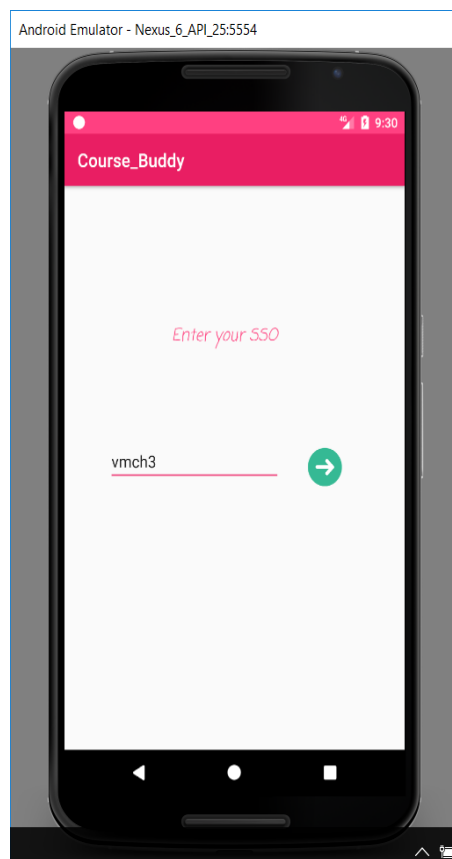 Android Emulator - Nexus_6_API_25:5554
4G 9:30
Course_Buddy
Enter your SSO
vmch3